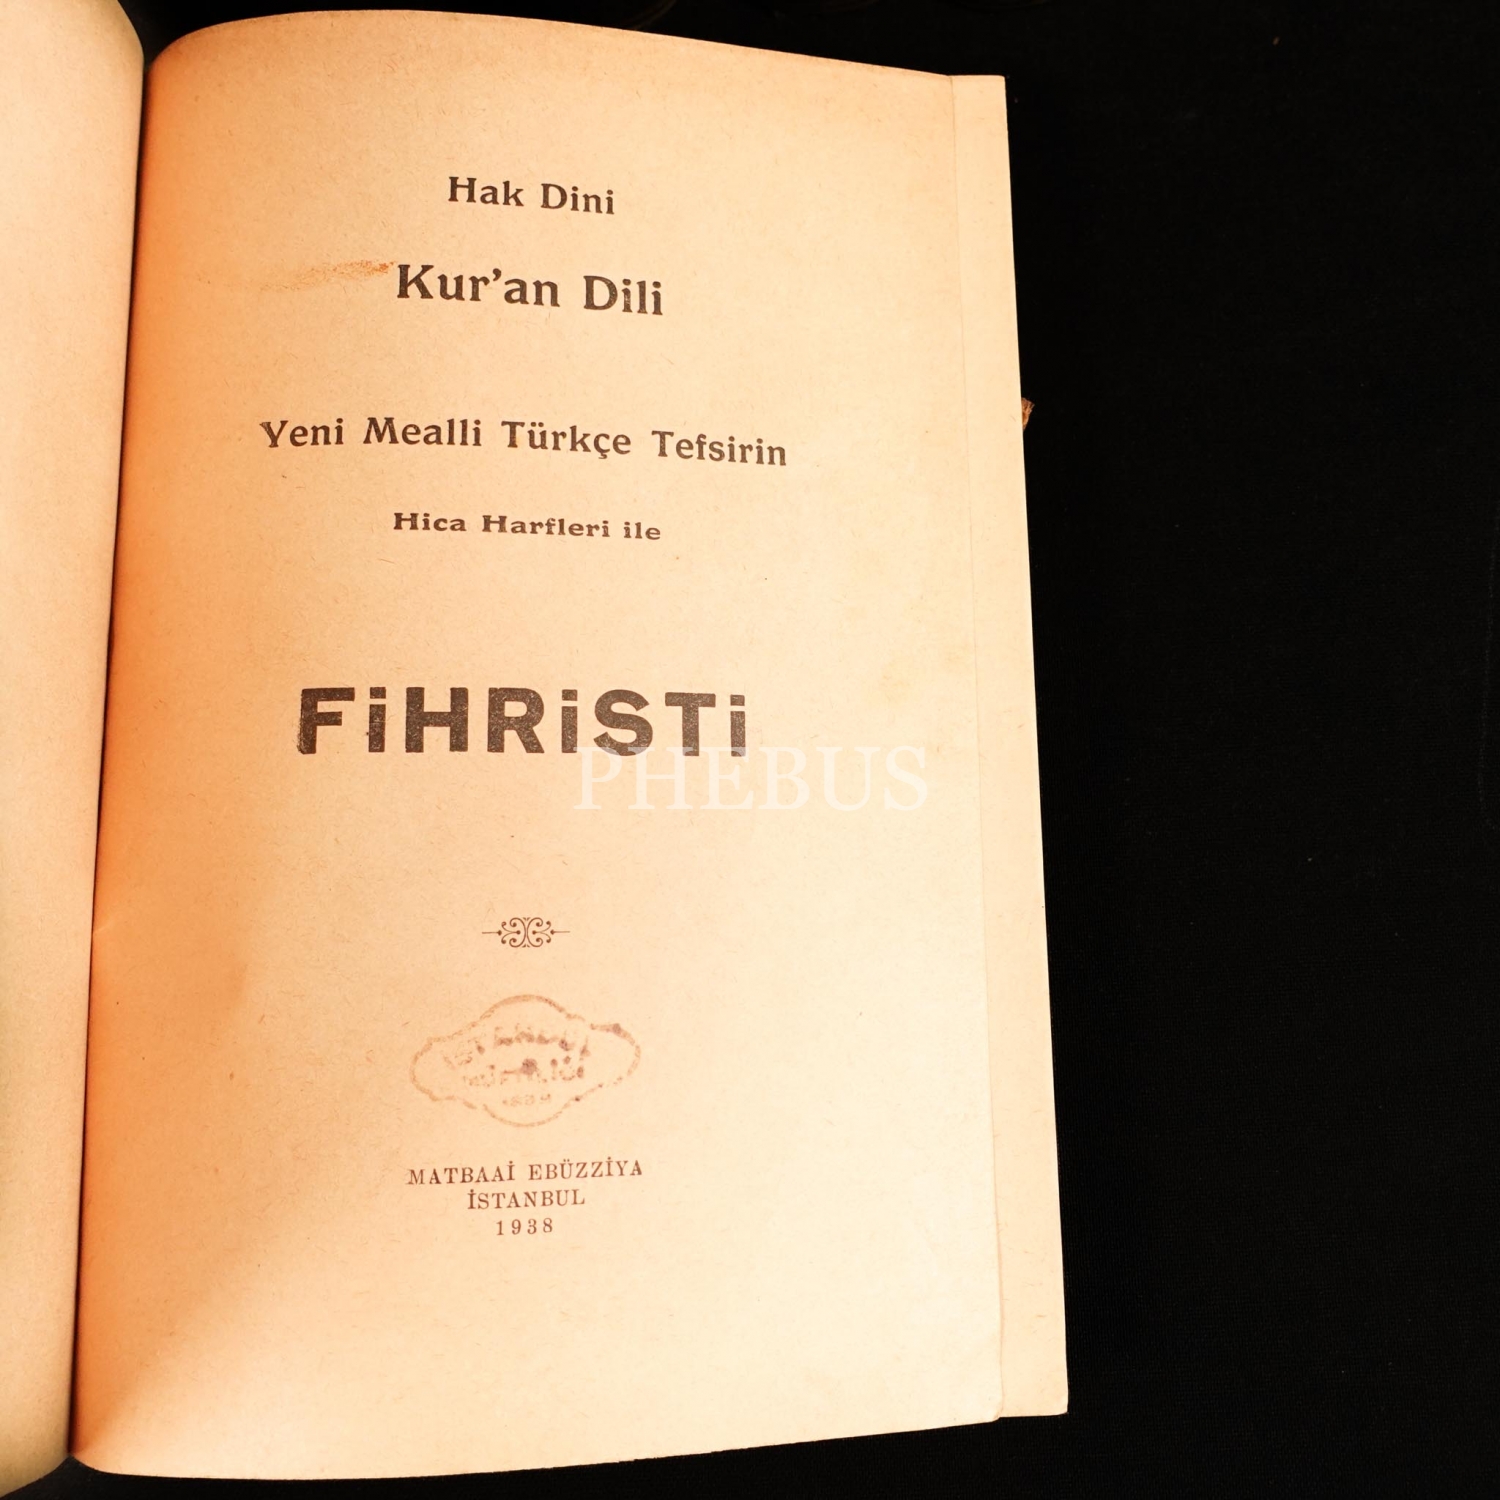 Hak Dini
Kur'an Dili
Yeni Mealli Türkçe Tefsirin
Hica Harfleri ile
FiHRiSTi
PHEBUS
MATBAAİ EBÜZZİYA
İSTANBUL
1938